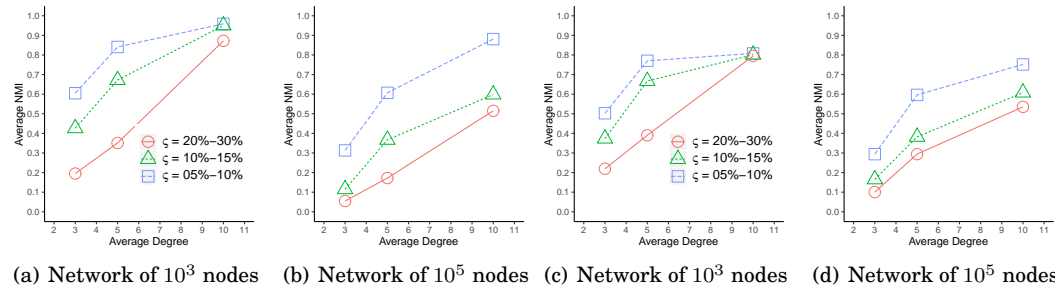 Average NMI
1.0
0.9
0.8
0.7
0.6
0.5
0.4
0.3
0.2
0.1
0.0
ς = 20%–30%
ς = 10%–15%
ς = 05%–10%
2 3 4 5 6 7 8 9 10 11
Average Degree
(a) Network of 10³ nodes
Average NMI
1.0
0.9
0.8
0.7
0.6
0.5
0.4
0.3
0.2
0.1
0.0
2 3 4 5 6 7 8 9 10 11
Average Degree
(b) Network of 10⁵ nodes
Average NMI
1.0
0.9
0.8
0.7
0.6
0.5
0.4
0.3
0.2
0.1
0.0
ς = 20%–30%
ς = 10%–15%
ς = 05%–10%
2 3 4 5 6 7 8 9 10 11
Average Degree
(c) Network of 10³ nodes
Average NMI
1.0
0.9
0.8
0.7
0.6
0.5
0.4
0.3
0.2
0.1
0.0
2 3 4 5 6 7 8 9 10 11
Average Degree
(d) Network of 10⁵ nodes